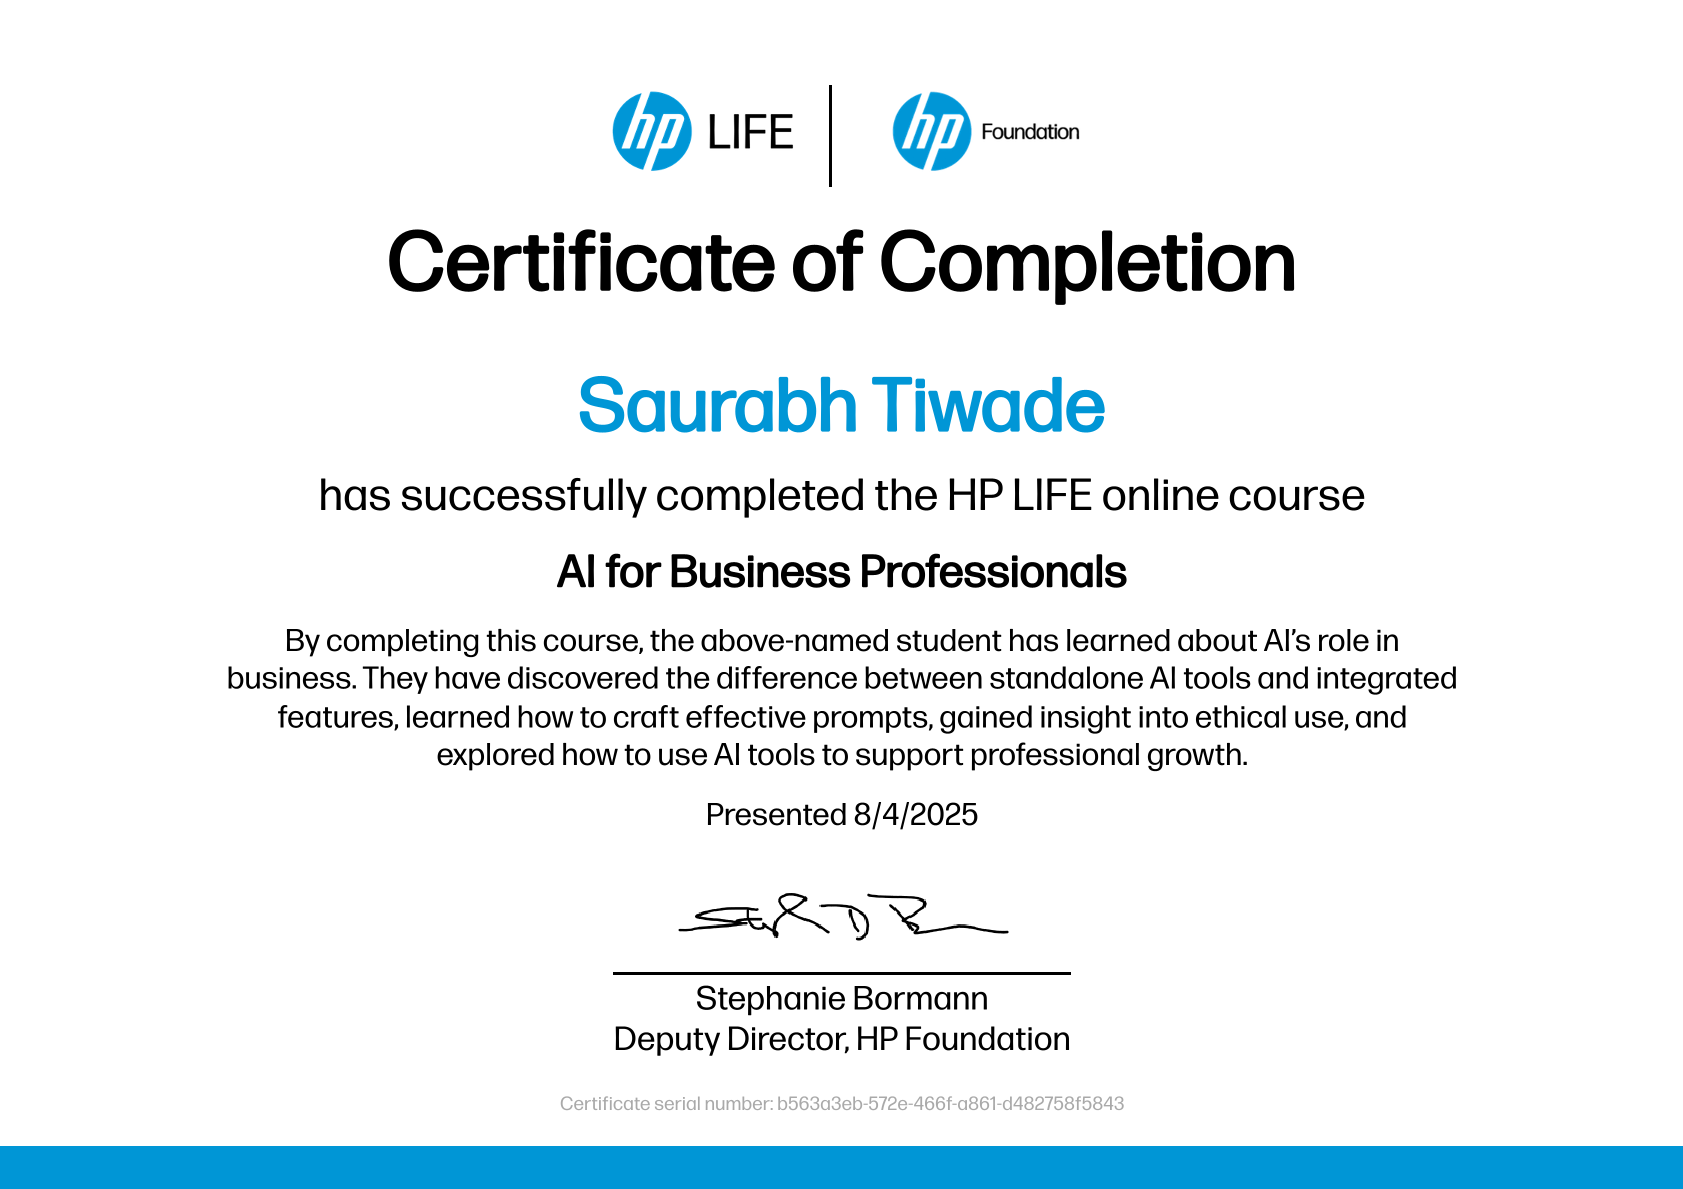 hp LIFE hp Foundation
Certificate of Completion
Saurabh Tiwade
has successfully completed the HP LIFE online course
AI for Business Professionals
By completing this course, the above-named student has learned about AI’s role in
business. They have discovered the difference between standalone AI tools and integrated
features, learned how to craft effective prompts, gained insight into ethical use, and
explored how to use AI tools to support professional growth.
Presented 8/4/2025
Stephanie Bormann
Deputy Director, HP Foundation
Certificate serial number: b563a3eb-572e-466f-a861-d482758f5843